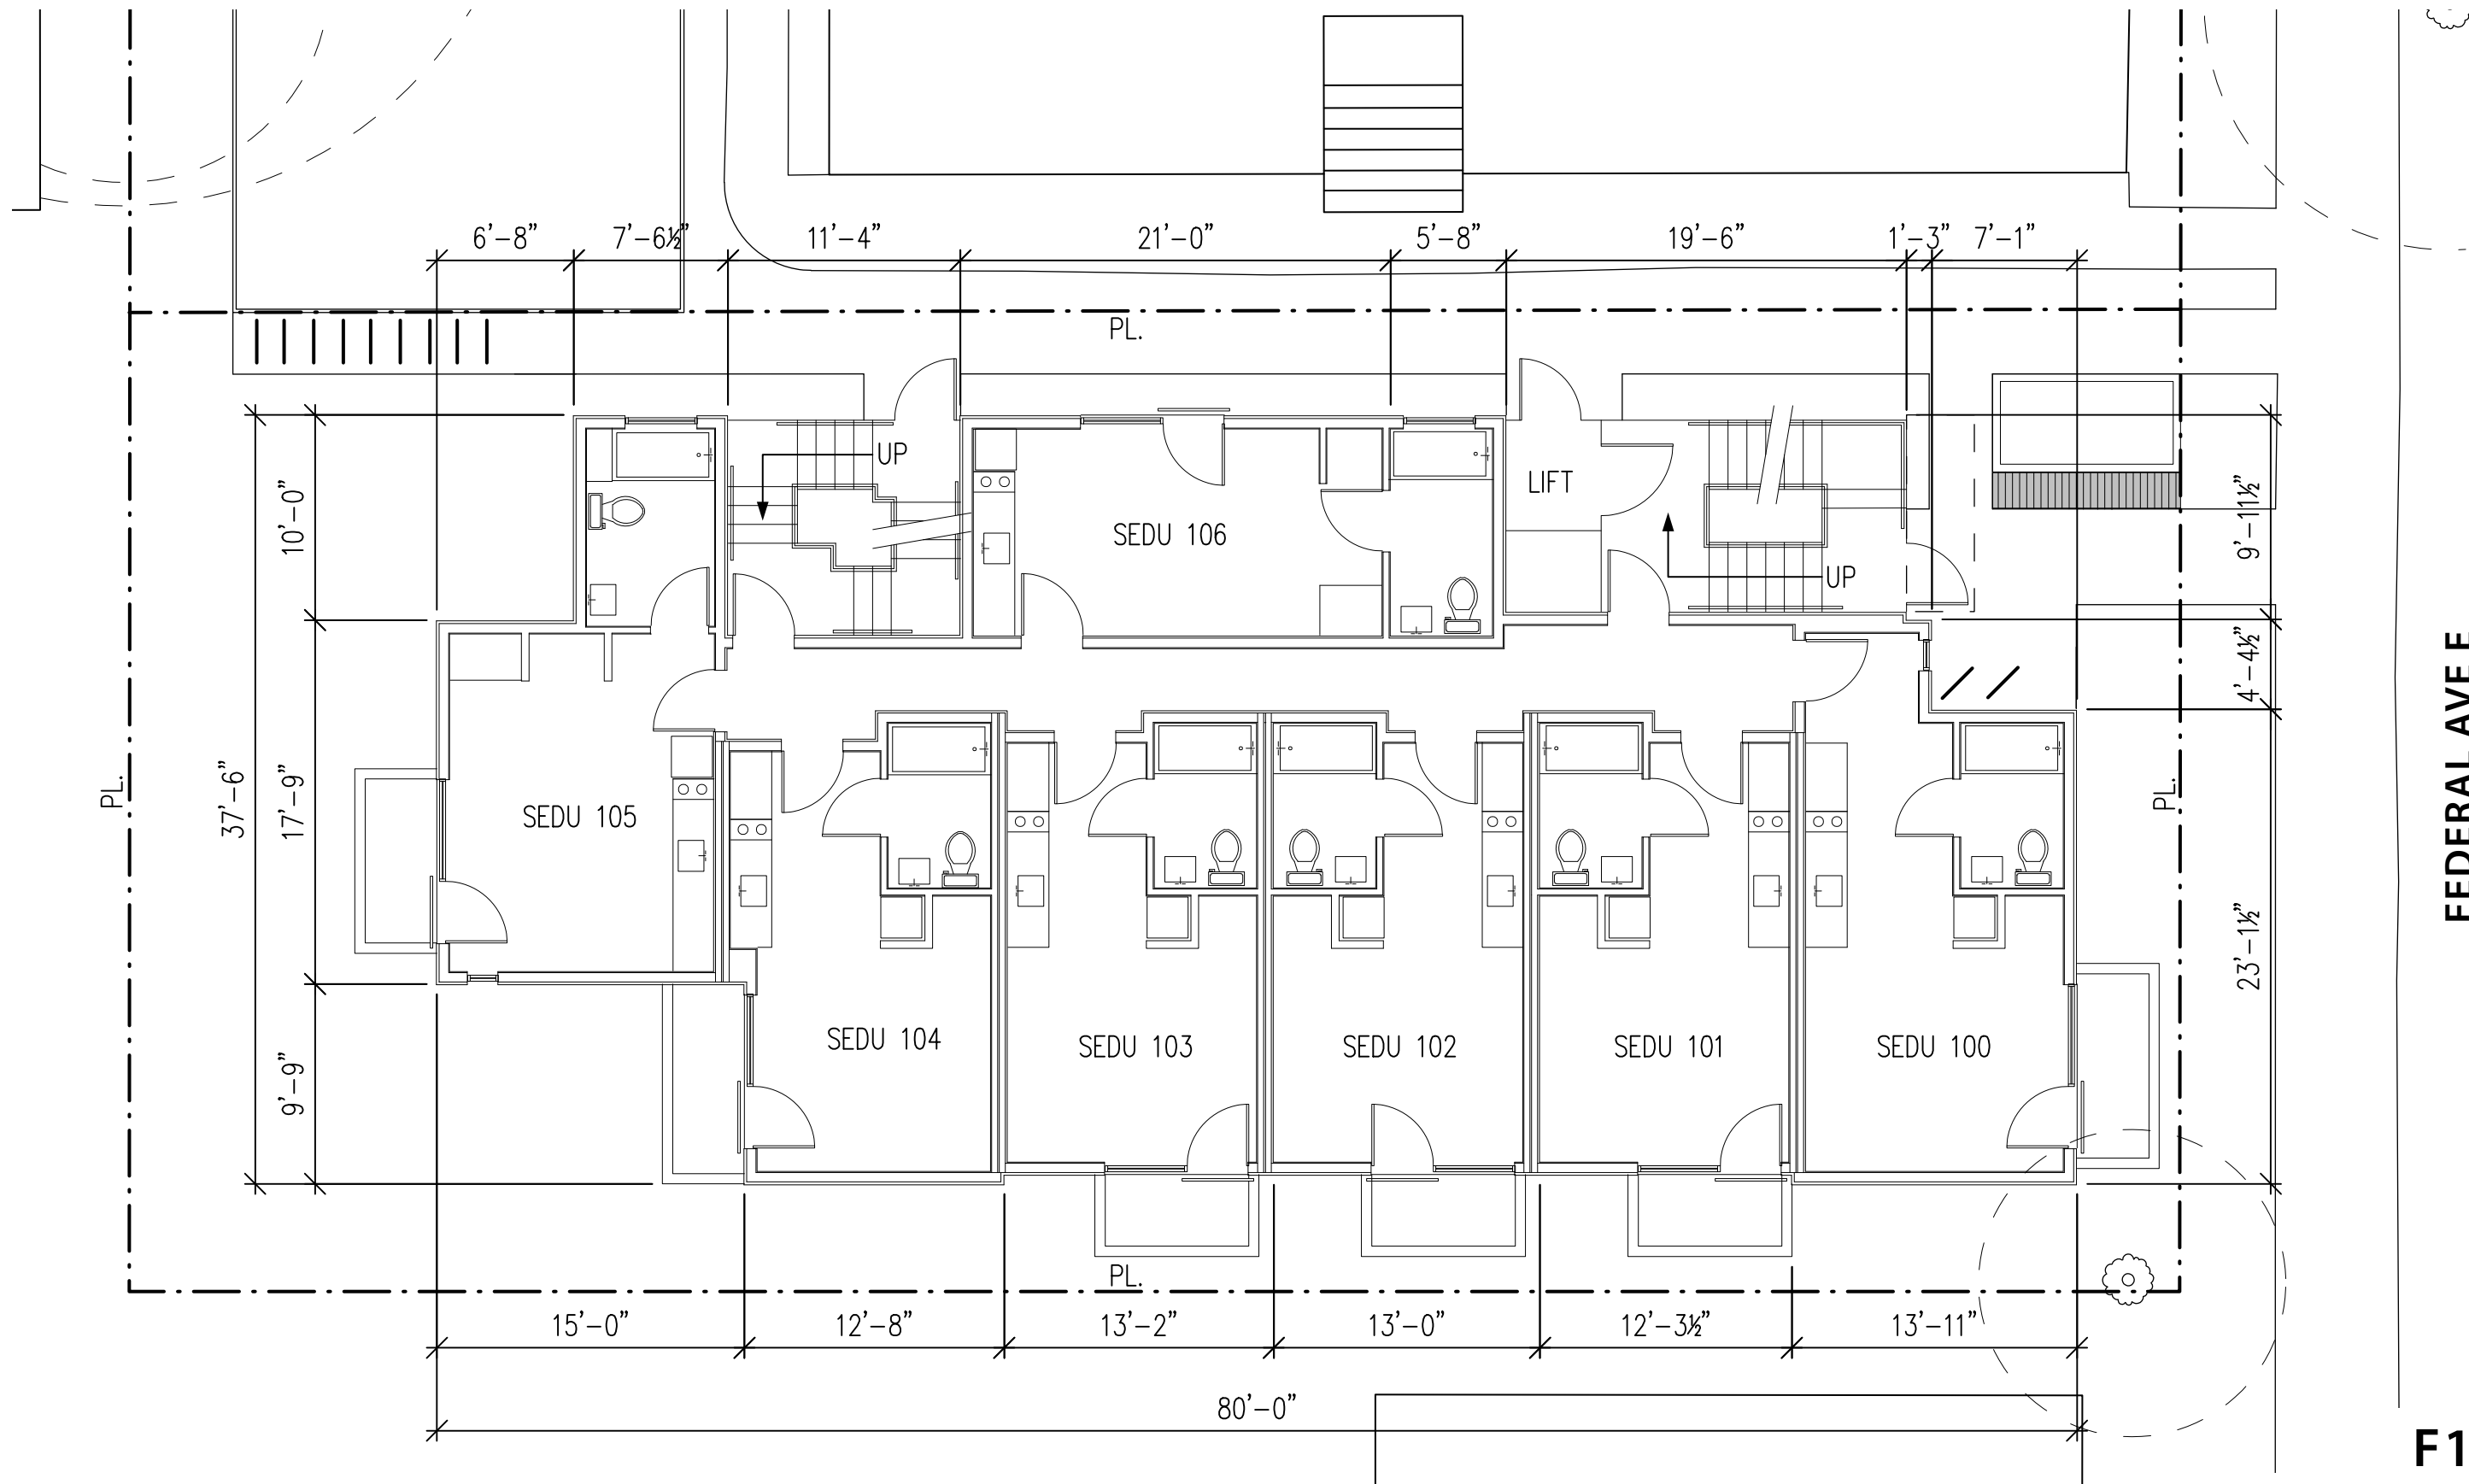 6'-8" 7'-6½" 11'-4" 21'-0" 5'-8" 19'-6" 1'-3" 7'-1"
PL.
UP
LIFT
10'-0"
SEDU 106
9'-11½"
UP
4'-4½"
FEDERAL AVE E
PL.
37'-6"
17'-9"
SEDU 105
PL.
23'-1½"
SEDU 104
SEDU 103
SEDU 102
SEDU 101
SEDU 100
9'-9"
PL.
15'-0" 12'-8" 13'-2" 13'-0" 12'-3½" 13'-11"
80'-0"
F1